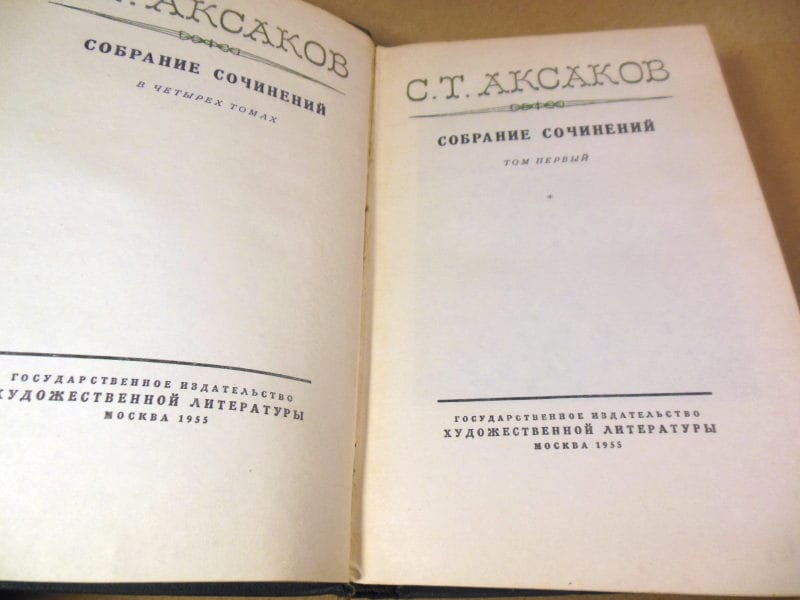 Т. АКСАКОВ
СОБРАНИЕ СОЧИНЕНИЙ
В ЧЕТЫРЕХ ТОМАХ
ГОСУДАРСТВЕННОЕ ИЗДАТЕЛЬСТВО
ХУДОЖЕСТВЕННОЙ ЛИТЕРАТУРЫ
МОСКВА 1955
С. Т. АКСАКОВ
СОБРАНИЕ СОЧИНЕНИЙ
ТОМ ПЕРВЫЙ
*
ГОСУДАРСТВЕННОЕ ИЗДАТЕЛЬСТВО
ХУДОЖЕСТВЕННОЙ ЛИТЕРАТУРЫ
МОСКВА 1955